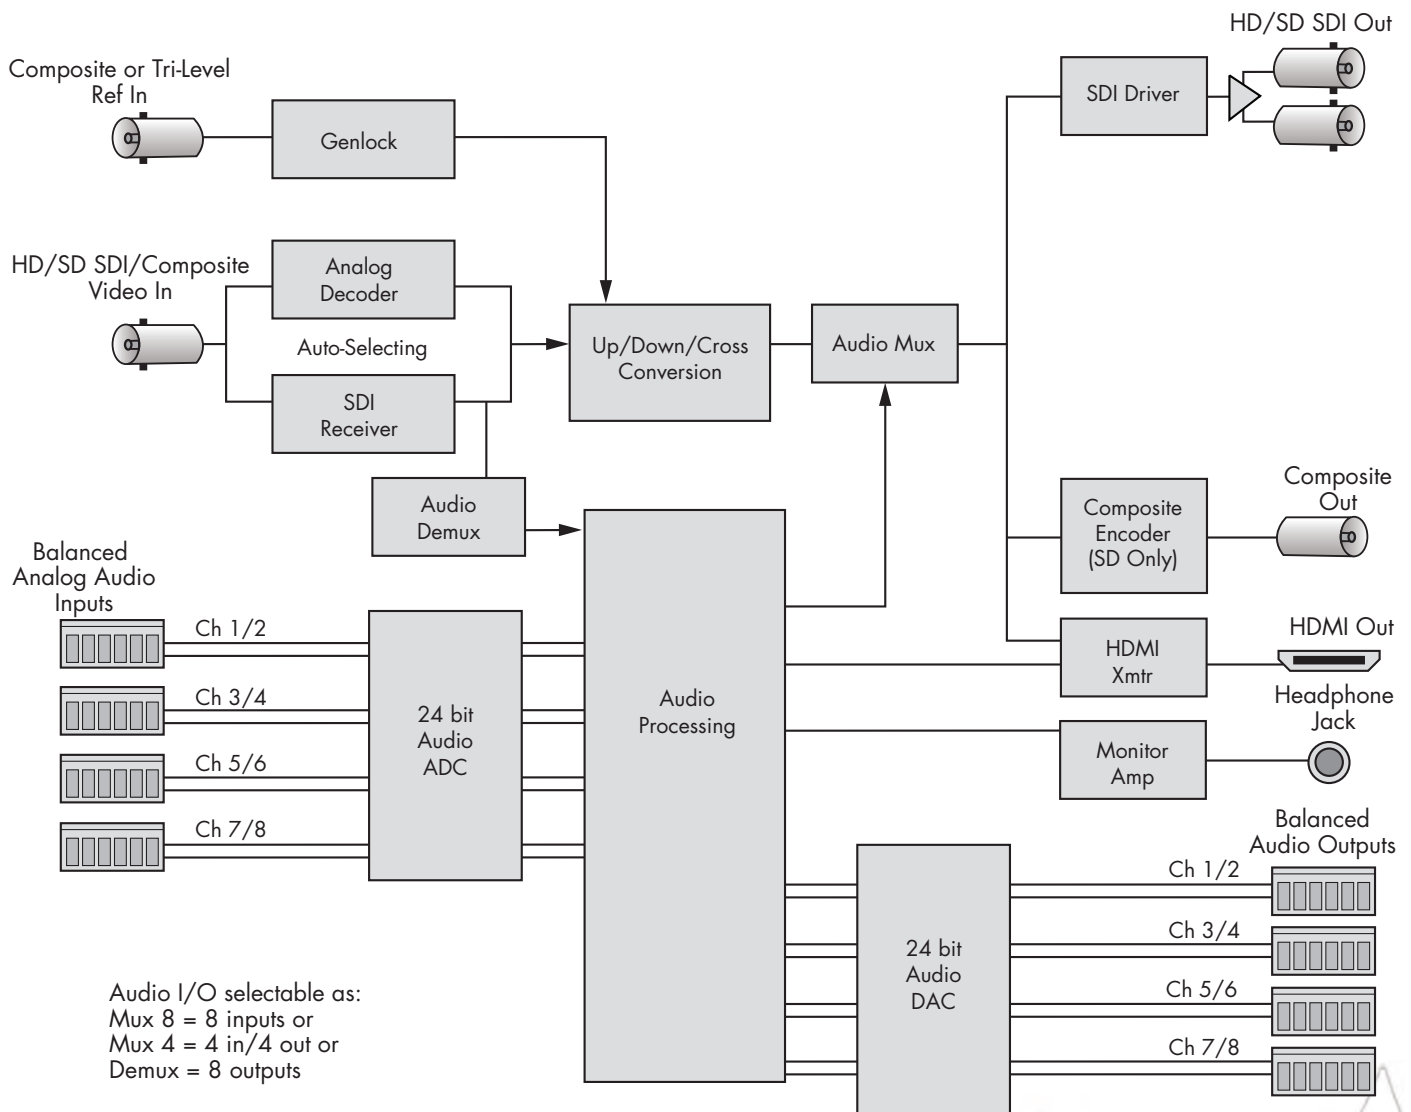 HD/SD SDI Out
Composite or Tri-Level
Ref In
Genlock
SDI Driver
HD/SD SDI/Composite
Video In
Analog
Decoder
Auto-Selecting
SDI
Receiver
Up/Down/Cross
Conversion
Audio Mux
Audio
Demux
Composite
Encoder
(SD Only)
Composite
Out
Balanced
Analog Audio
Inputs
Ch 1/2
Ch 3/4
Ch 5/6
Ch 7/8
24 bit
Audio
ADC
Audio
Processing
HDMI
Xmtr
HDMI Out
Headphone
Jack
Monitor
Amp
Balanced
Audio Outputs
Ch 1/2
Ch 3/4
Ch 5/6
Ch 7/8
24 bit
Audio
DAC
Audio I/O selectable as:
Mux 8 = 8 inputs or
Mux 4 = 4 in/4 out or
Demux = 8 outputs